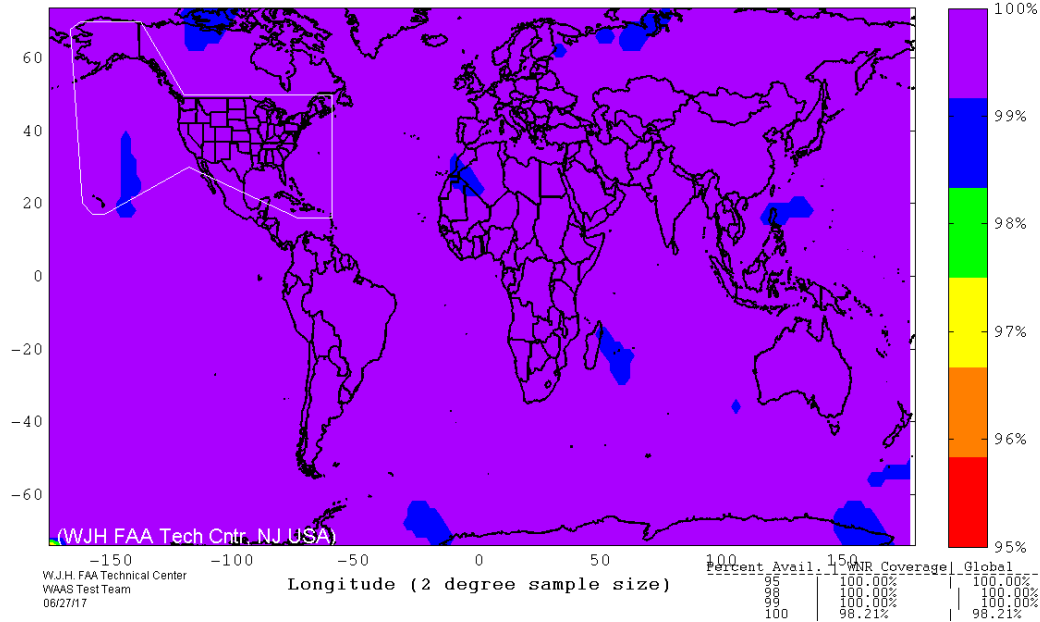 100%
99%
98%
97%
96%
95%
60
40
20
0
-20
-40
-60
(WJH FAA Tech Cntr. NJ USA)
-150 -100 -50 0 50 100 150
Longitude (2 degree sample size)
W.J.H. FAA Technical Center
WAAS Test Team
06/27/17
Percent Avail. | WNR Coverage| Global
95 | 100.00% | 100.00%
98 | 100.00% | 100.00%
99 | 100.00% | 100.00%
100 | 98.21% | 98.21%